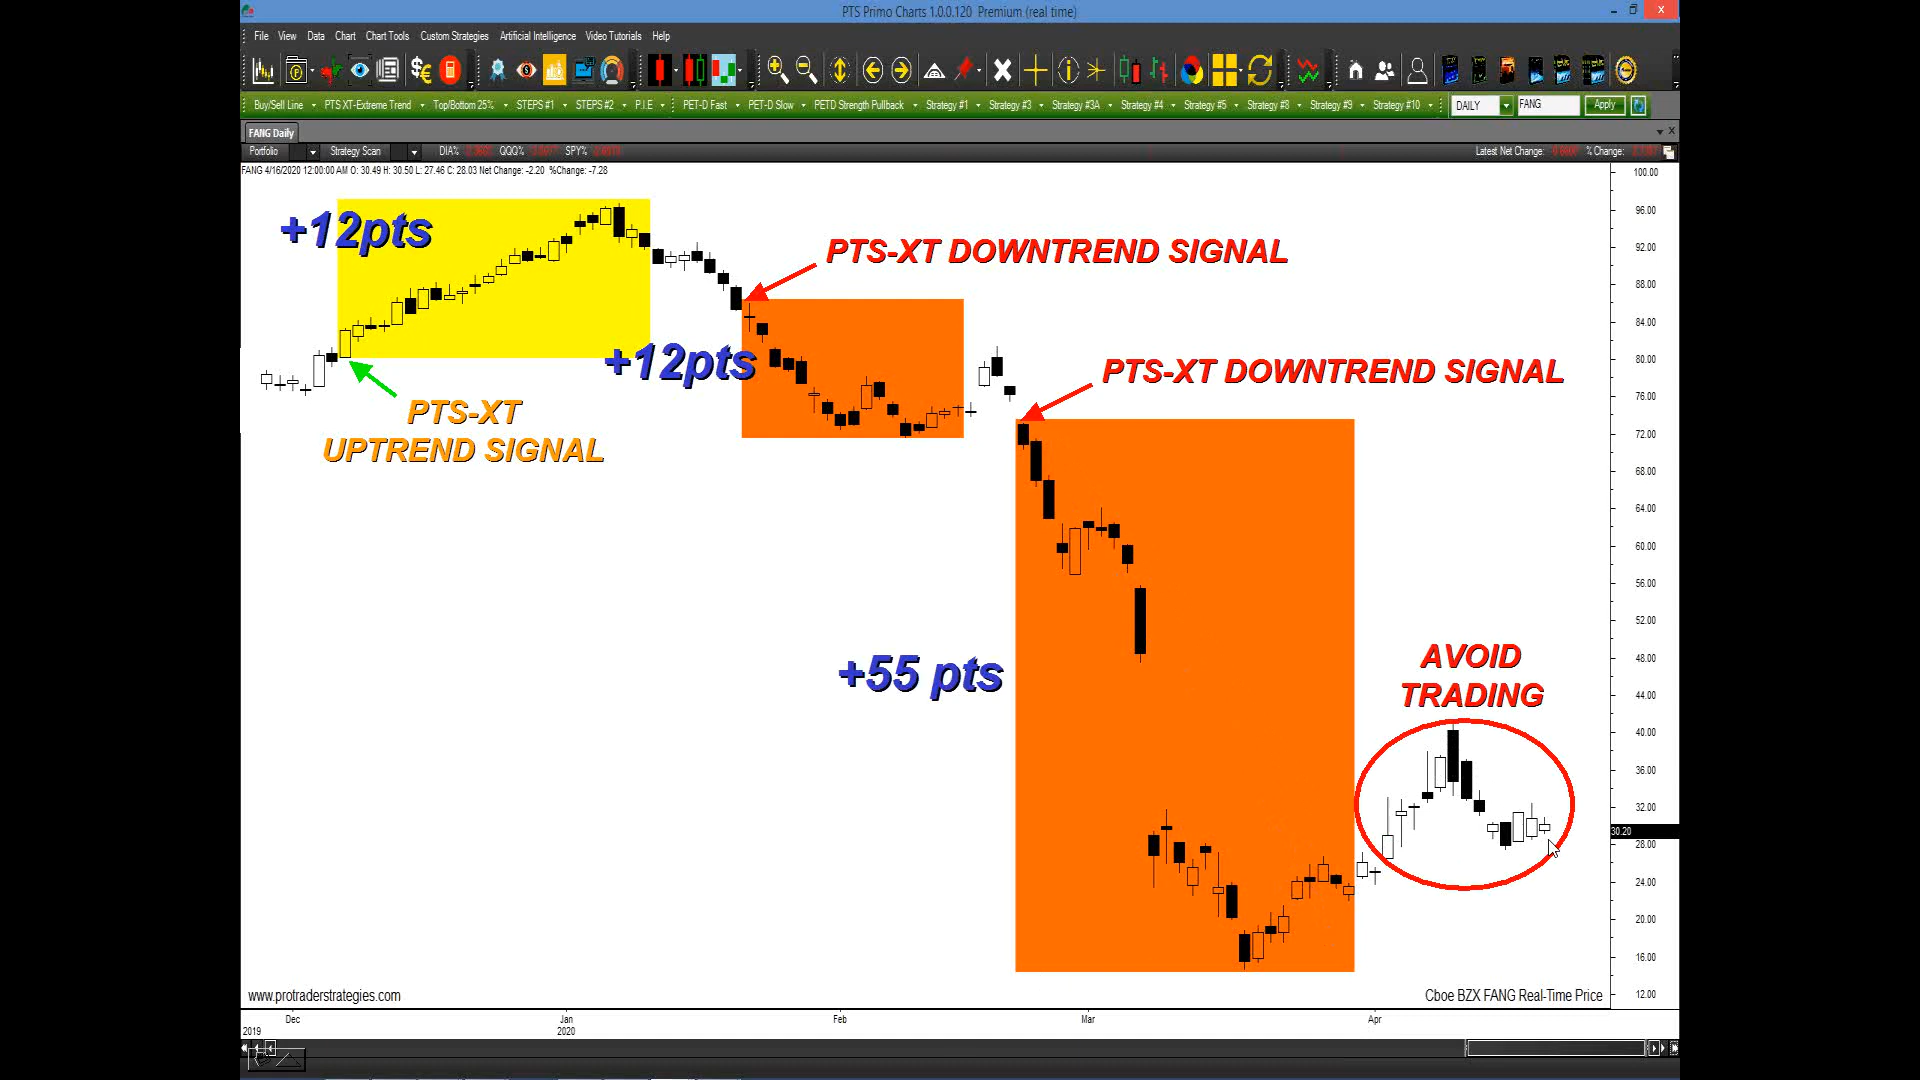 PTS Primo Charts 1.0.0.120 Premium (real time)
File View Data Chart Chart Tools Custom Strategies Artificial Intelligence Video Tutorials Help
Buy/Sell Line PTS XT-Extreme Trend Top/Bottom 25% STEPS #1 STEPS #2 P.I.E PET-D Fast PET-D Slow PETD Strength Pullback Strategy #1 Strategy #3 Strategy #3A Strategy #4 Strategy #5 Strategy #8 Strategy #9 Strategy #10 DAILY FANG Apply
FANG Daily
Portfolio Strategy Scan DIA% QQQ% SPY% Latest Net Change: % Change:
FANG 4/16/2020 12:00:00 AM O: 30.49 H: 30.50 L: 27.46 C: 28.03 Net Change: -2.20 %Change: -7.28
+12pts
PTS-XT DOWNTREND SIGNAL
+12pts
PTS-XT DOWNTREND SIGNAL
PTS-XT
UPTREND SIGNAL
+55 pts
AVOID
TRADING
100.00
96.00
92.00
88.00
84.00
80.00
76.00
72.00
68.00
64.00
60.00
56.00
52.00
48.00
44.00
40.00
36.00
32.00
30.20
28.00
24.00
20.00
16.00
12.00
www.protraderstrategies.com
Cboe BZX FANG Real-Time Price
Dec Jan Feb Mar Apr
2019 2020